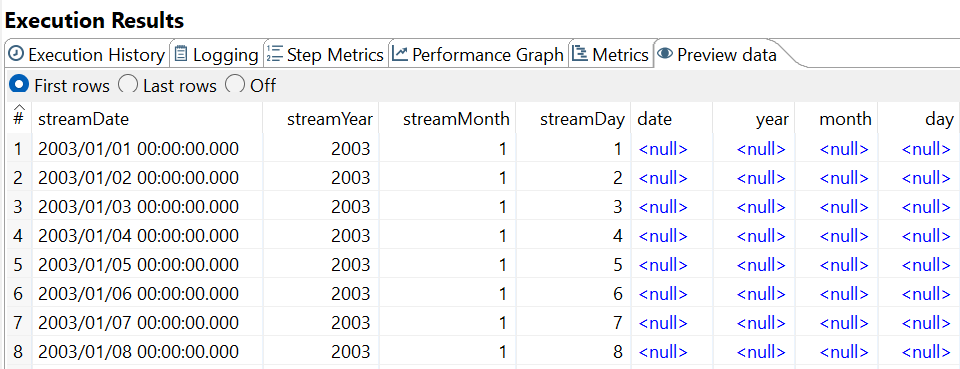 Execution Results
Execution History Logging Step Metrics Performance Graph Metrics Preview data
First rows Last rows Off
# streamDate streamYear streamMonth streamDay date year month day
1 2003/01/01 00:00:00.000 2003 1 1 <null> <null> <null> <null>
2 2003/01/02 00:00:00.000 2003 1 2 <null> <null> <null> <null>
3 2003/01/03 00:00:00.000 2003 1 3 <null> <null> <null> <null>
4 2003/01/04 00:00:00.000 2003 1 4 <null> <null> <null> <null>
5 2003/01/05 00:00:00.000 2003 1 5 <null> <null> <null> <null>
6 2003/01/06 00:00:00.000 2003 1 6 <null> <null> <null> <null>
7 2003/01/07 00:00:00.000 2003 1 7 <null> <null> <null> <null>
8 2003/01/08 00:00:00.000 2003 1 8 <null> <null> <null> <null>